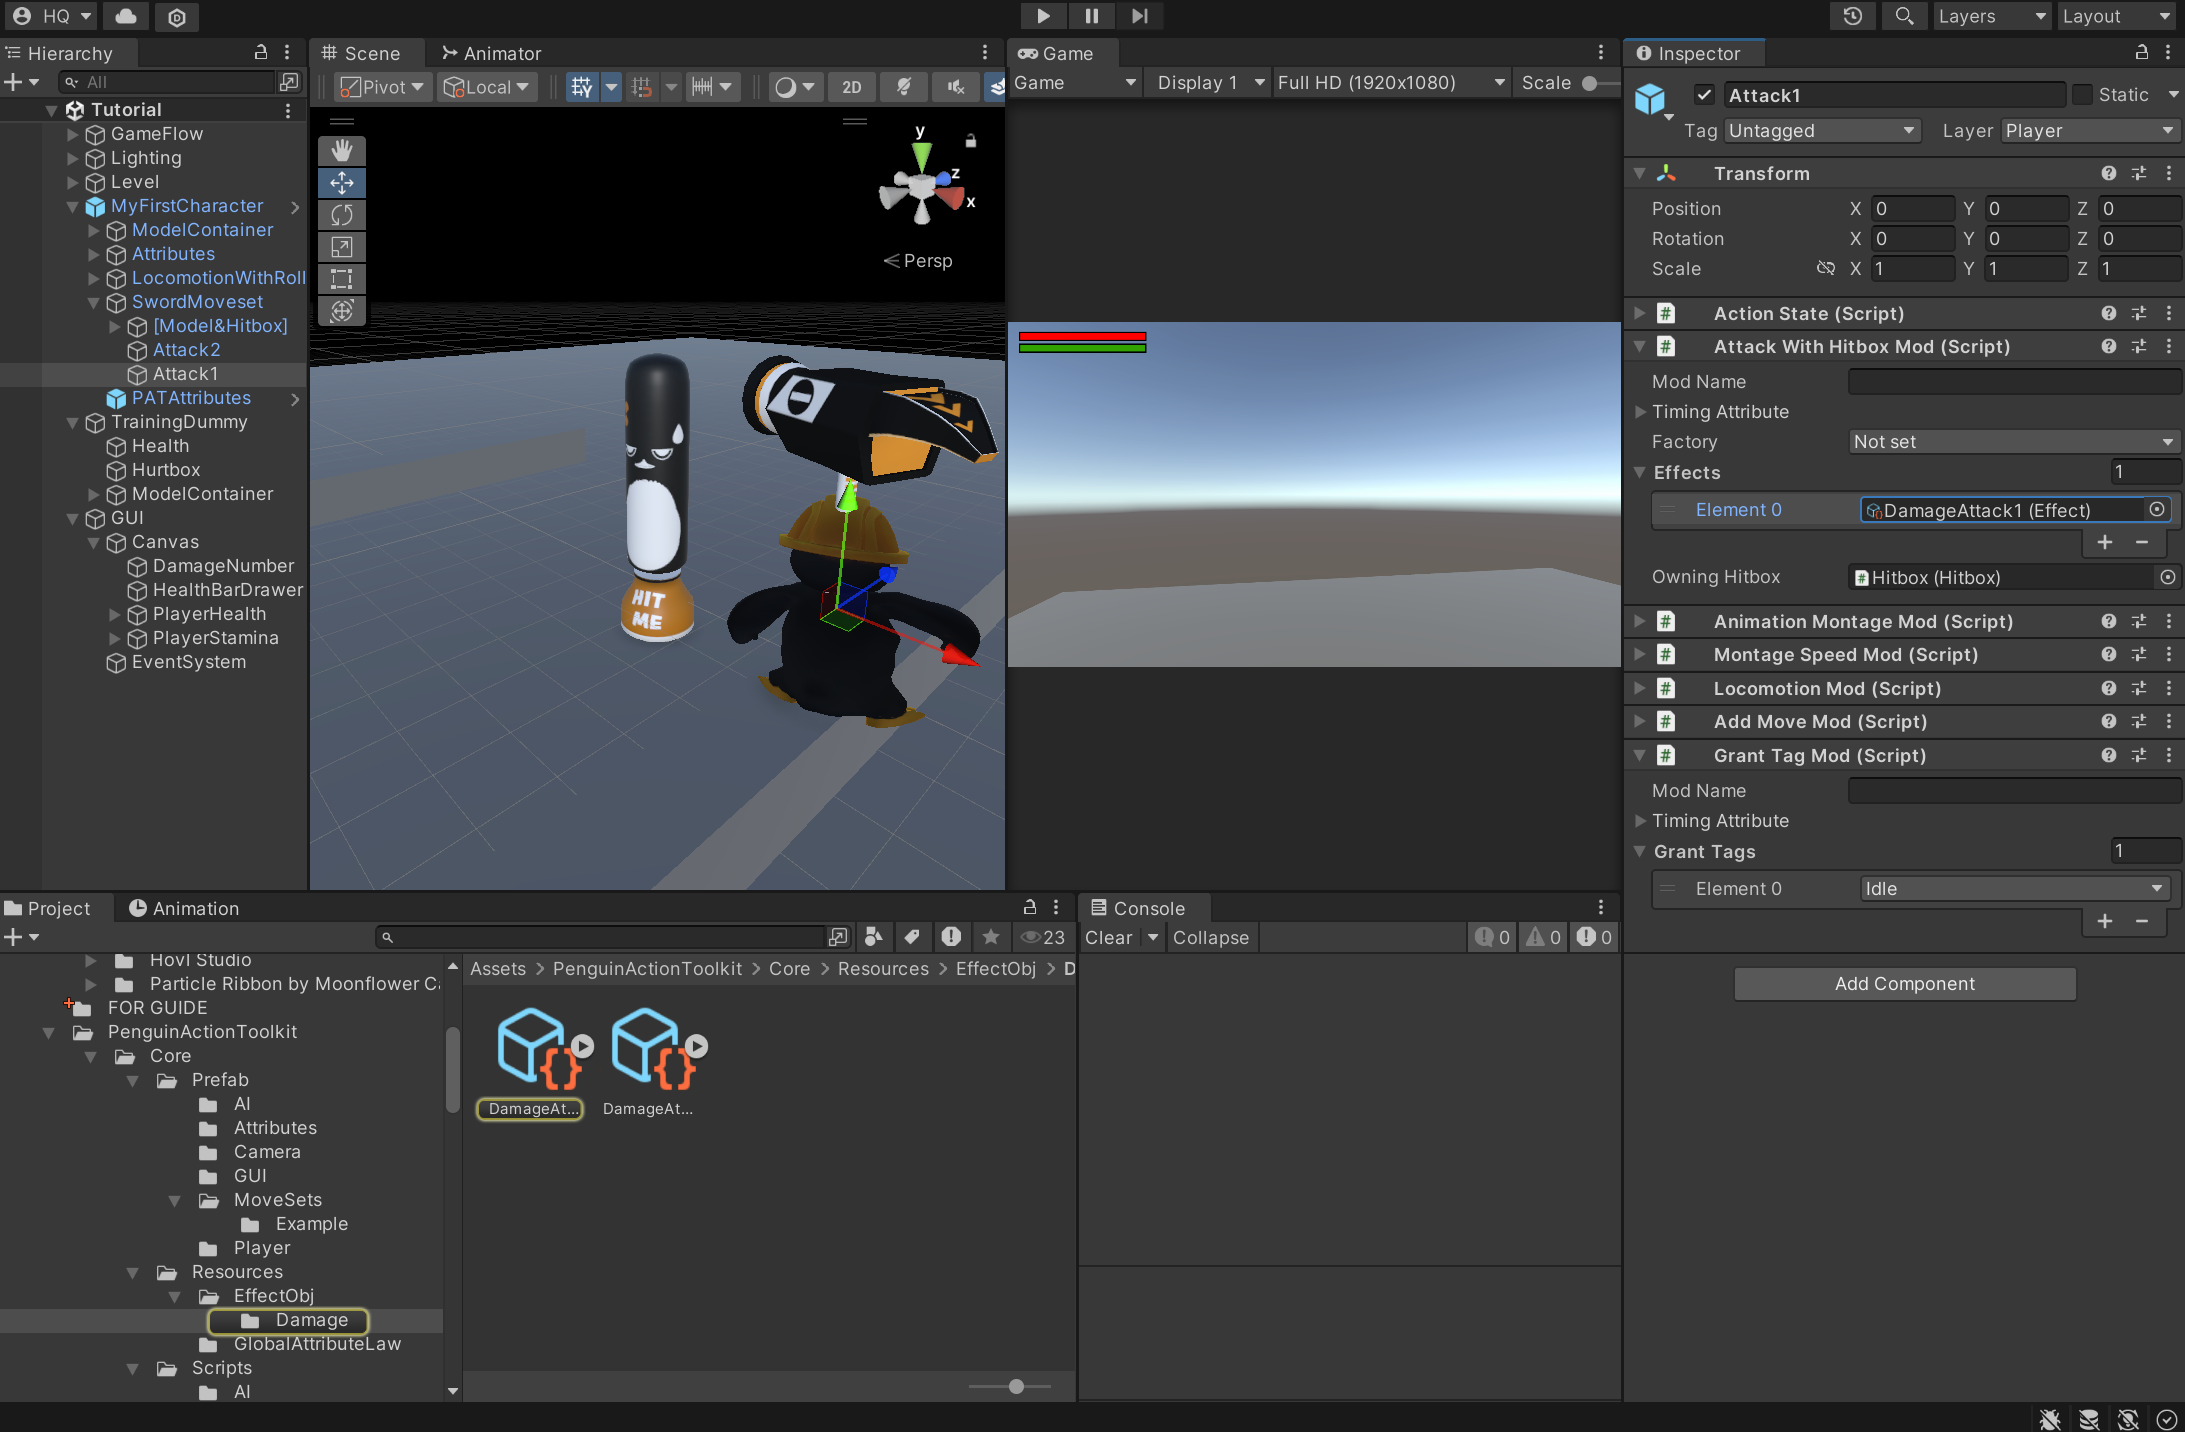 HQ
Layers
Layout
Hierarchy
All
Tutorial
GameFlow
Lighting
Level
MyFirstCharacter
ModelContainer
Attributes
LocomotionWithRoll
SwordMoveset
[Model&Hitbox]
Attack2
Attack1
PATAttributes
TrainingDummy
Health
Hurtbox
ModelContainer
GUI
Canvas
DamageNumber
HealthBarDrawer
PlayerHealth
PlayerStamina
EventSystem
Scene
Animator
Pivot
Local
2D
y
z
x
Persp
HIT
ME
Game
Game
Display 1
Full HD (1920x1080)
Scale
Inspector
Attack1
Static
Tag Untagged
Layer Player
Transform
Position X 0 Y 0 Z 0
Rotation X 0 Y 0 Z 0
Scale X 1 Y 1 Z 1
Action State (Script)
Attack With Hitbox Mod (Script)
Mod Name
Timing Attribute
Factory Not set
Effects 1
Element 0 DamageAttack1 (Effect)
Owning Hitbox Hitbox (Hitbox)
Animation Montage Mod (Script)
Montage Speed Mod (Script)
Locomotion Mod (Script)
Add Move Mod (Script)
Grant Tag Mod (Script)
Mod Name
Timing Attribute
Grant Tags 1
Element 0 Idle
Add Component
Project
Animation
23
Hovl Studio
Particle Ribbon by Moonflower Ca
FOR GUIDE
PenguinActionToolkit
Core
Prefab
AI
Attributes
Camera
GUI
MoveSets
Example
Player
Resources
EffectObj
Damage
GlobalAttributeLaw
Scripts
AI
Assets > PenguinActionToolkit > Core > Resources > EffectObj > D
DamageAt...
DamageAt...
Console
Clear
Collapse
0
0
0